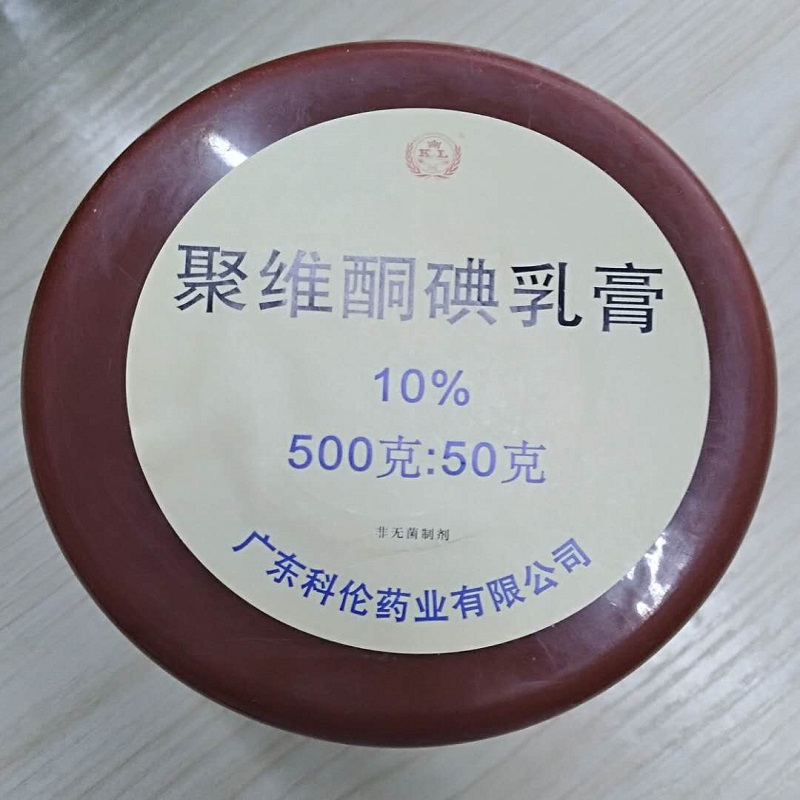 KL
聚维酮碘乳膏
10%
500克:50克
非无菌制剂
广东科伦药业有限公司